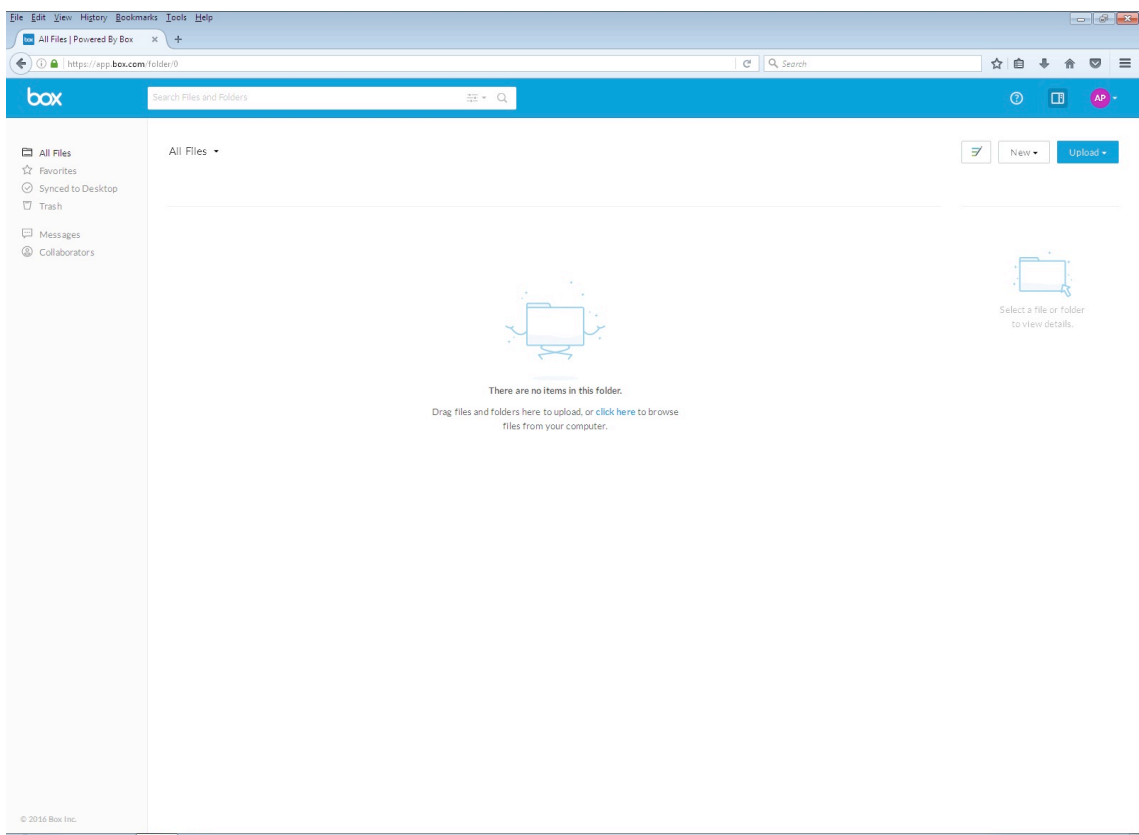 File Edit View History Bookmarks Tools Help
box All Files | Powered By Box × +
https://app.box.com/folder/0 Search
box Search Files and Folders ? AP
All Files All Files New Upload
Favorites
Synced to Desktop
Trash
Messages
Collaborators
Select a file or folder
to view details.
There are no items in this folder.
Drag files and folders here to upload, or click here to browse
files from your computer.
© 2016 Box Inc.